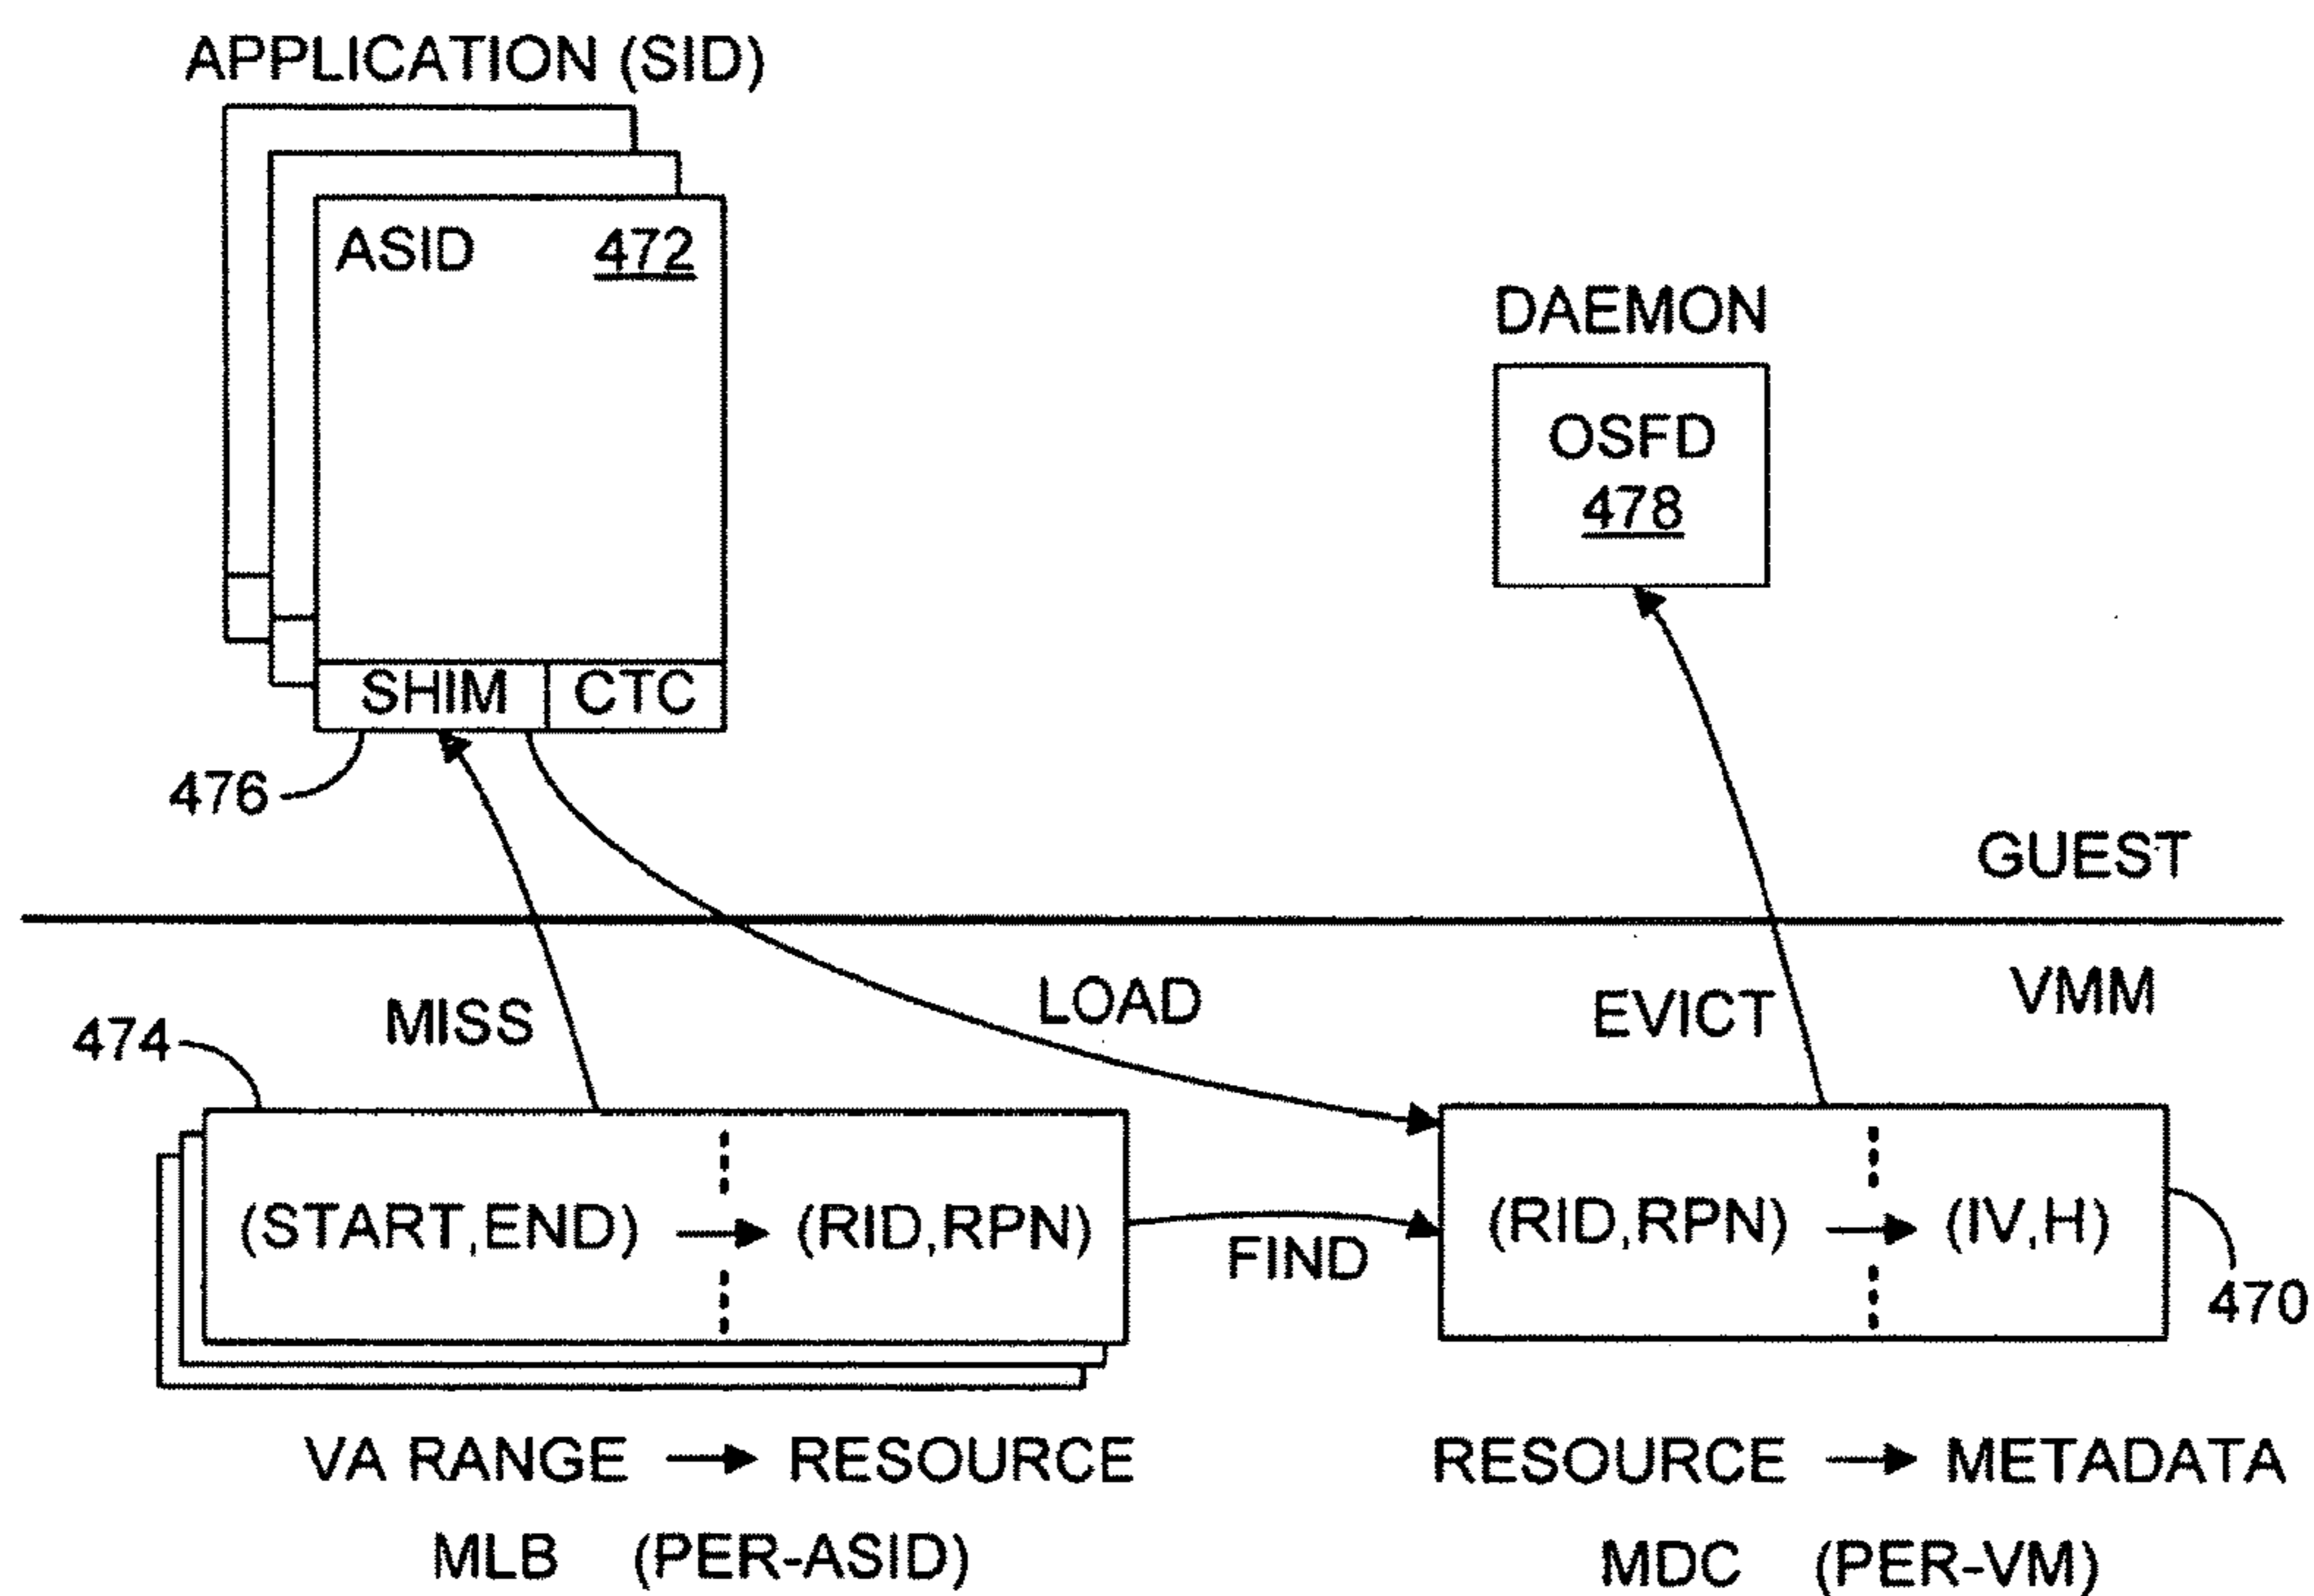 APPLICATION (SID)
ASID 472
SHIM CTC
476
DAEMON
OSFD
478
GUEST
VMM
MISS
LOAD
EVICT
474
(START,END) → (RID,RPN)
FIND
(RID,RPN) → (IV,H)
470
VA RANGE → RESOURCE
MLB (PER-ASID)
RESOURCE → METADATA
MDC (PER-VM)